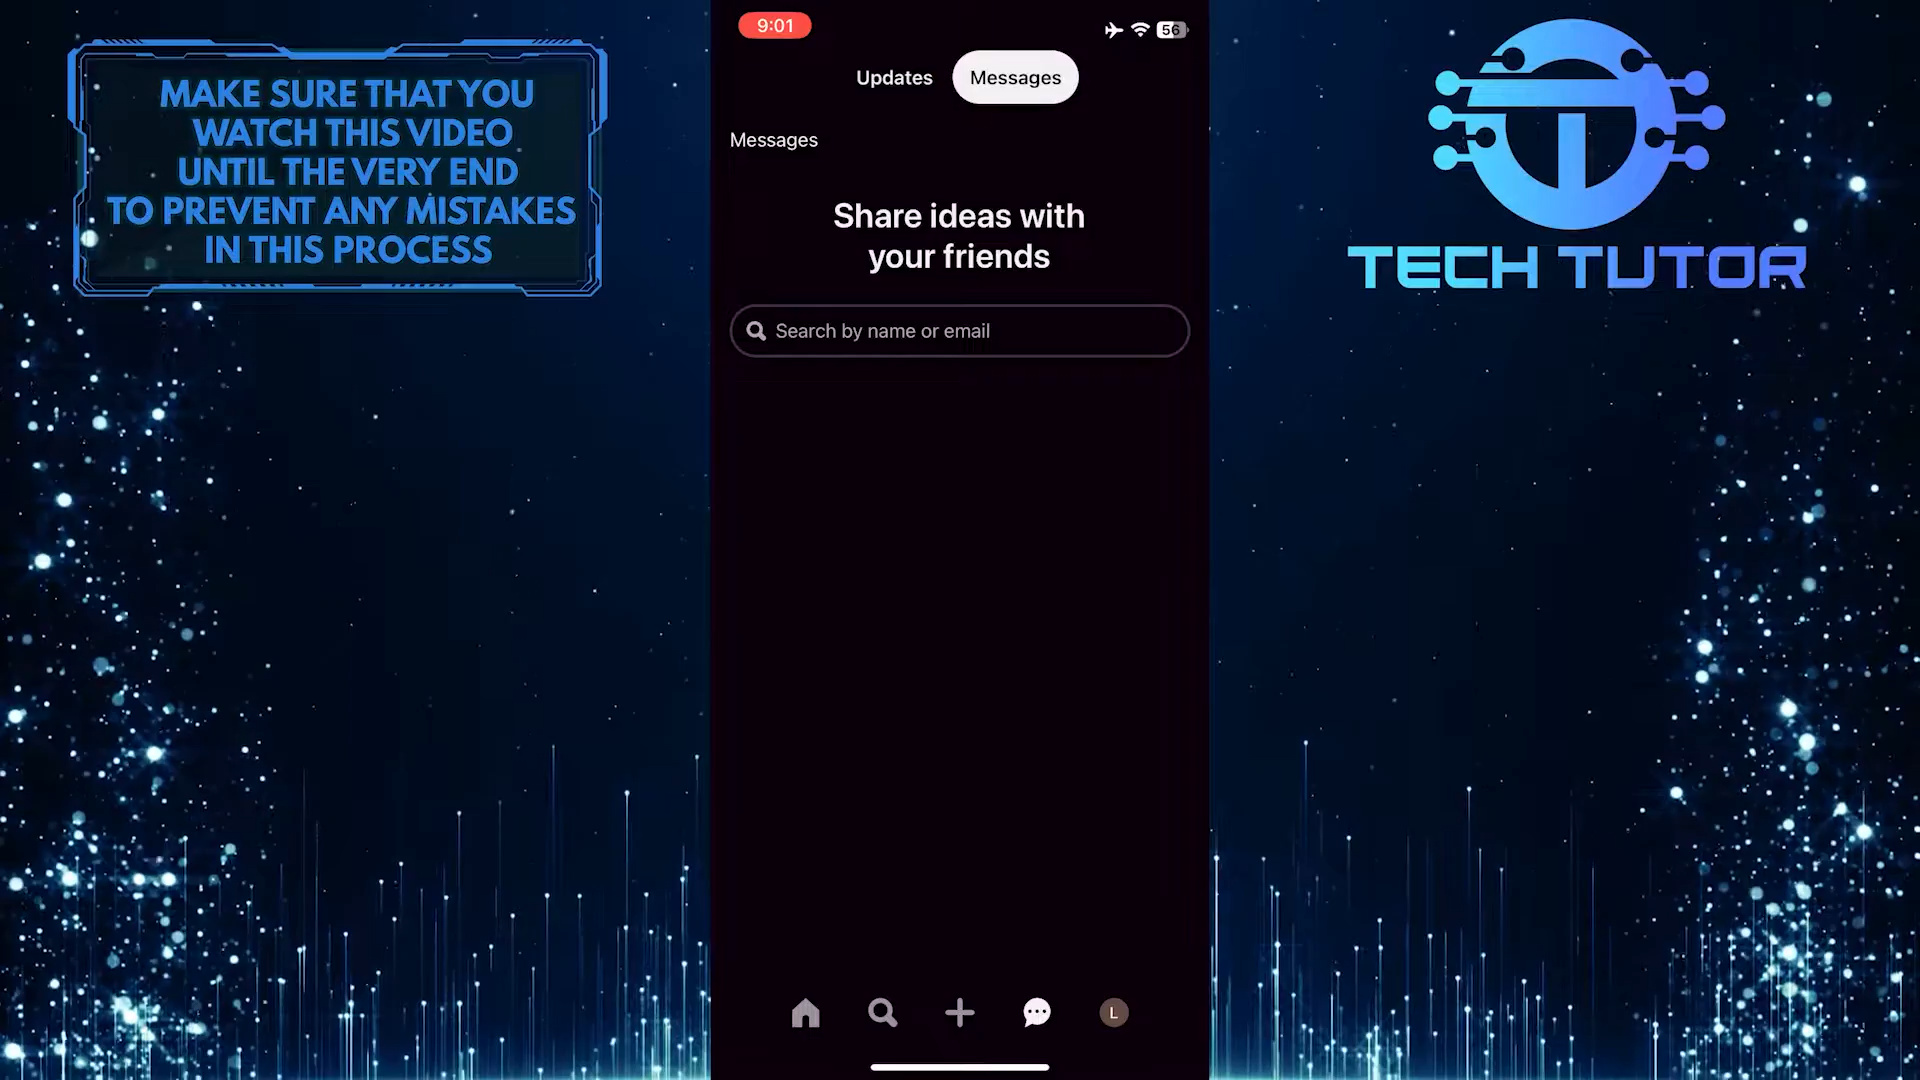 MAKE SURE THAT YOU
WATCH THIS VIDEO
UNTIL THE VERY END
TO PREVENT ANY MISTAKES
IN THIS PROCESS
9:01
56
Updates
Messages
Messages
Share ideas with
your friends
Search by name or email
L
TECH TUTOR